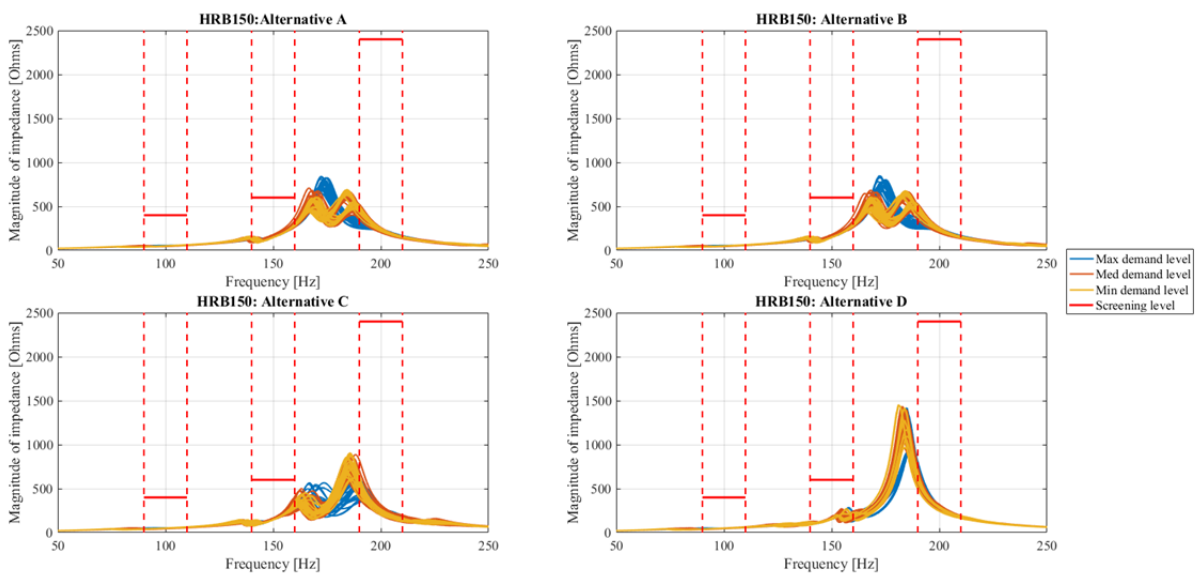 HRB150:Alternative A
Magnitude of impedance [Ohms]
2500
2000
1500
1000
500
0
50
100
150
200
250
Frequency [Hz]
HRB150: Alternative B
Magnitude of impedance [Ohms]
2500
2000
1500
1000
500
0
50
100
150
200
250
Frequency [Hz]
Max demand level
Med demand level
Min demand level
Screening level
HRB150: Alternative C
Magnitude of impedance [Ohms]
2500
2000
1500
1000
500
0
50
100
150
200
250
Frequency [Hz]
HRB150: Alternative D
Magnitude of impedance [Ohms]
2500
2000
1500
1000
500
0
50
100
150
200
250
Frequency [Hz]